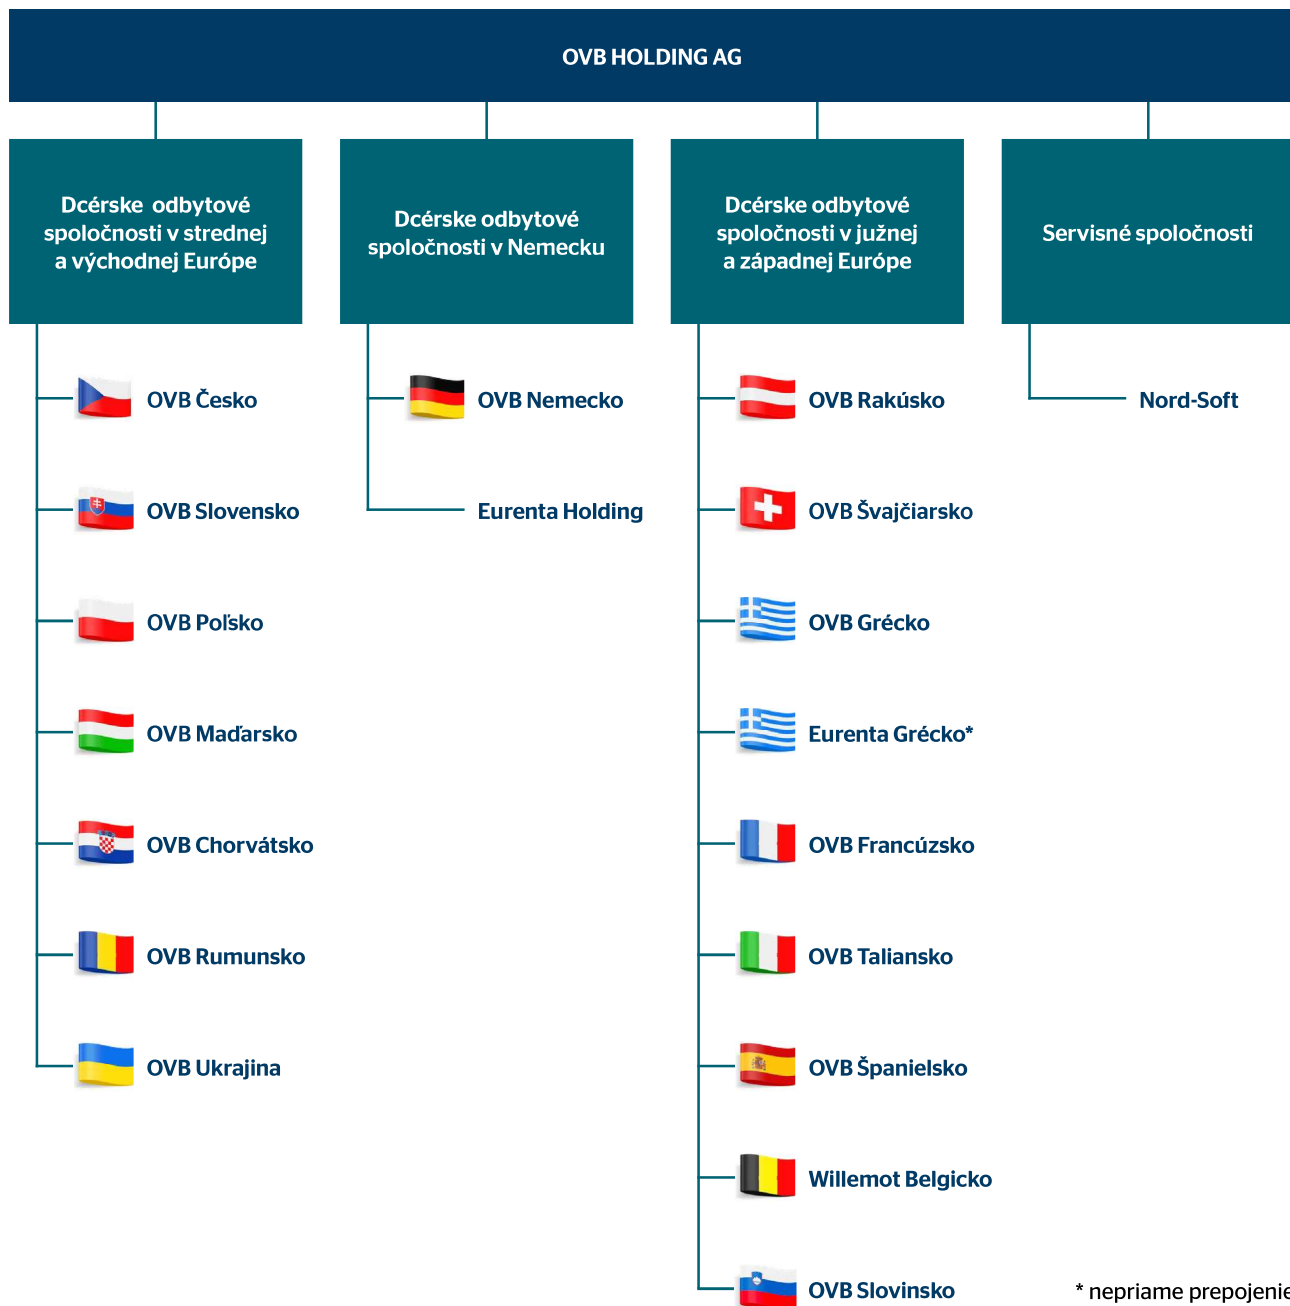 OVB HOLDING AG
Dcérske odbytové
spoločnosti v strednej
a východnej Európe
OVB Česko
OVB Slovensko
OVB Poľsko
OVB Maďarsko
OVB Chorvátsko
OVB Rumunsko
OVB Ukrajina
Dcérske odbytové
spoločnosti v Nemecku
OVB Nemecko
Eurenta Holding
Dcérske odbytové
spoločnosti v južnej
a západnej Európe
OVB Rakúsko
OVB Švajčiarsko
OVB Grécko
Eurenta Grécko*
OVB Francúzsko
OVB Taliansko
OVB Španielsko
Willemot Belgicko
OVB Slovinsko
Servisné spoločnosti
Nord-Soft
* nepriame prepojenie